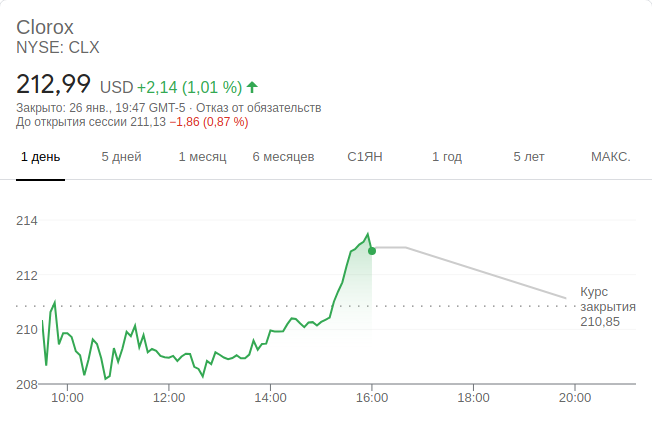 Clorox
NYSE: CLX
212,99 USD +2,14 (1,01 %)
Закрыто: 26 янв., 19:47 GMT-5 · Отказ от обязательств
До открытия сессии 211,13 −1,86 (0,87 %)
1 день 5 дней 1 месяц 6 месяцев С1ЯН 1 год 5 лет МАКС.
214
212
Курс
закрытия
210,85
210
208
10:00 12:00 14:00 16:00 18:00 20:00